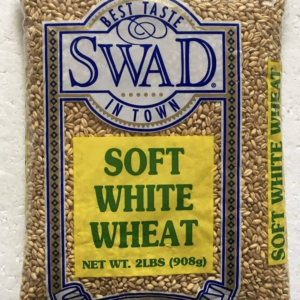 BEST TASTE
SWAD®
IN TOWN
SOFT
WHITE
WHEAT
NET WT. 2LBS (908g)
SOFT WHITE WHEAT